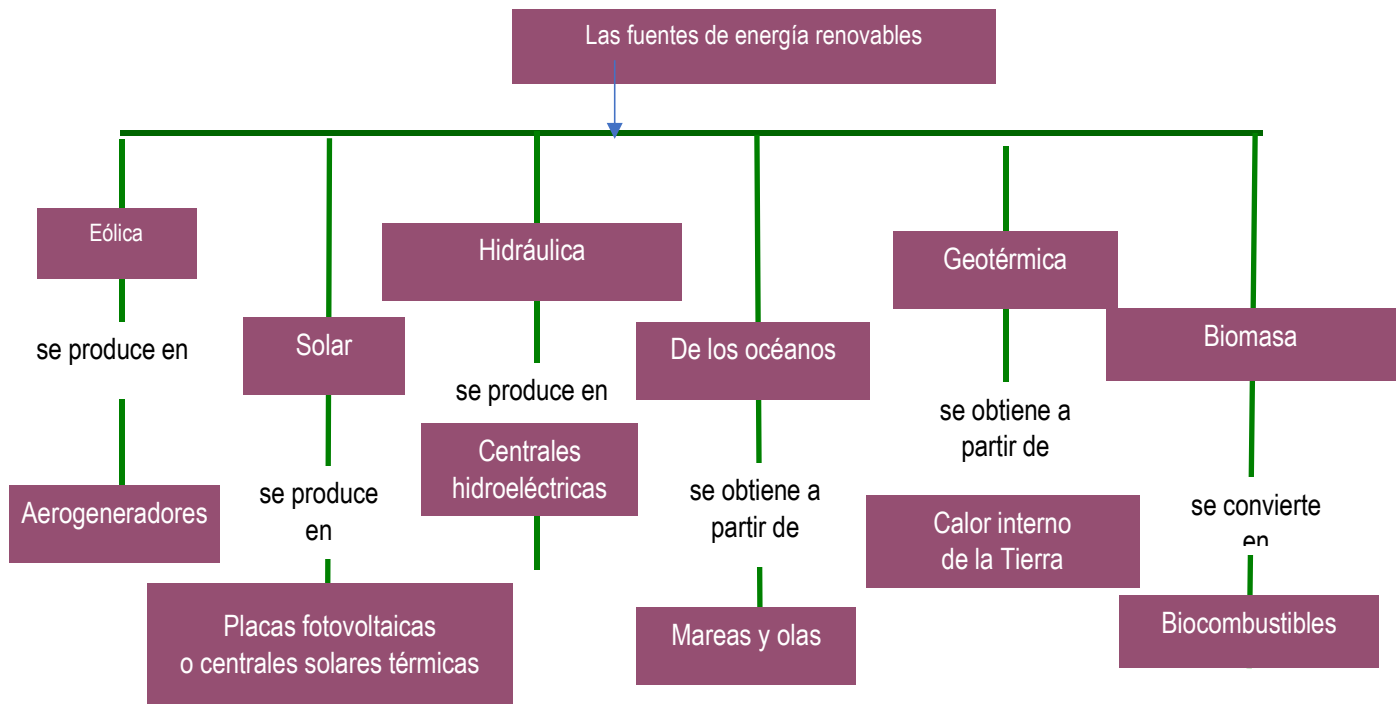 Las fuentes de energía renovables
Eólica
se produce en
Aerogeneradores
Solar
se produce
en
Placas fotovoltaicas
o centrales solares térmicas
Hidráulica
se produce en
Centrales
hidroeléctricas
De los océanos
se obtiene a
partir de
Mareas y olas
Geotérmica
se obtiene a
partir de
Calor interno
de la Tierra
Biomasa
se convierte
en
Biocombustibles